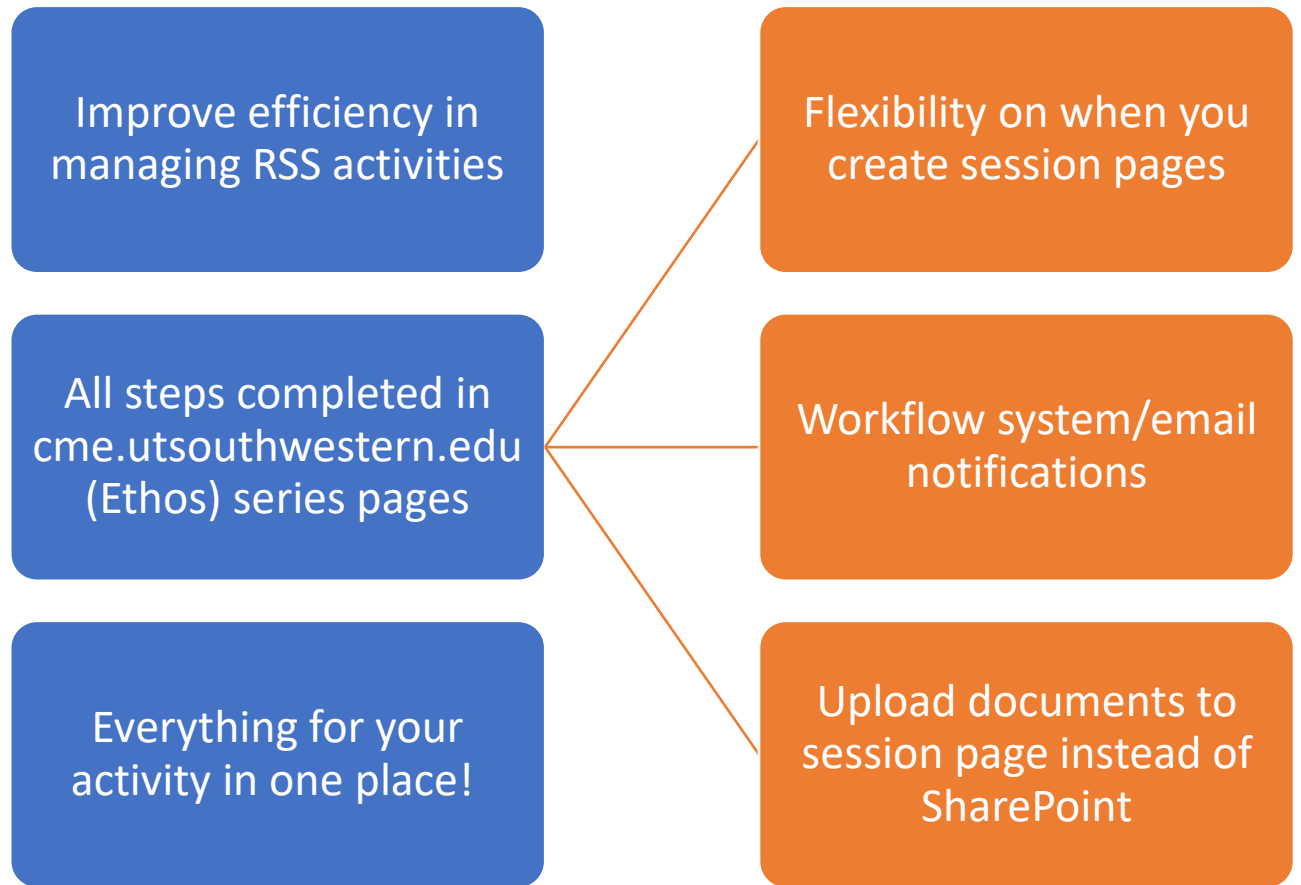 Improve efficiency in
managing RSS activities
All steps completed in
cme.utsouthwestern.edu
(Ethos) series pages
Everything for your
activity in one place!
Flexibility on when you
create session pages
Workflow system/email
notifications
Upload documents to
session page instead of
SharePoint